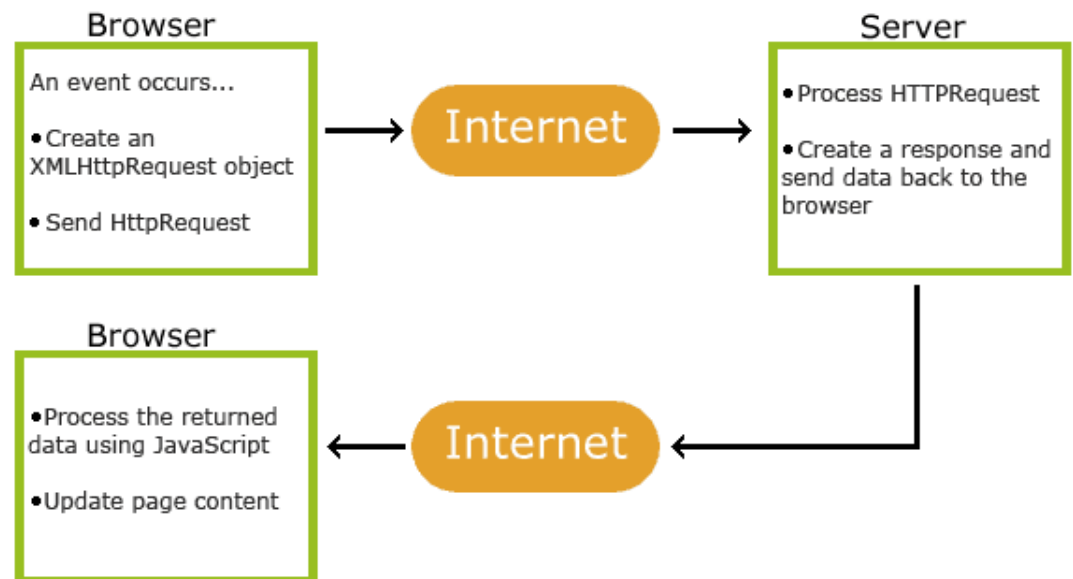 Browser
An event occurs...
•Create an
XMLHttpRequest object
• Send HttpRequest
Internet
Server
•Process HTTPRequest
•Create a response and
send data back to the
browser
Browser
•Process the returned
data using JavaScript
•Update page content
Internet